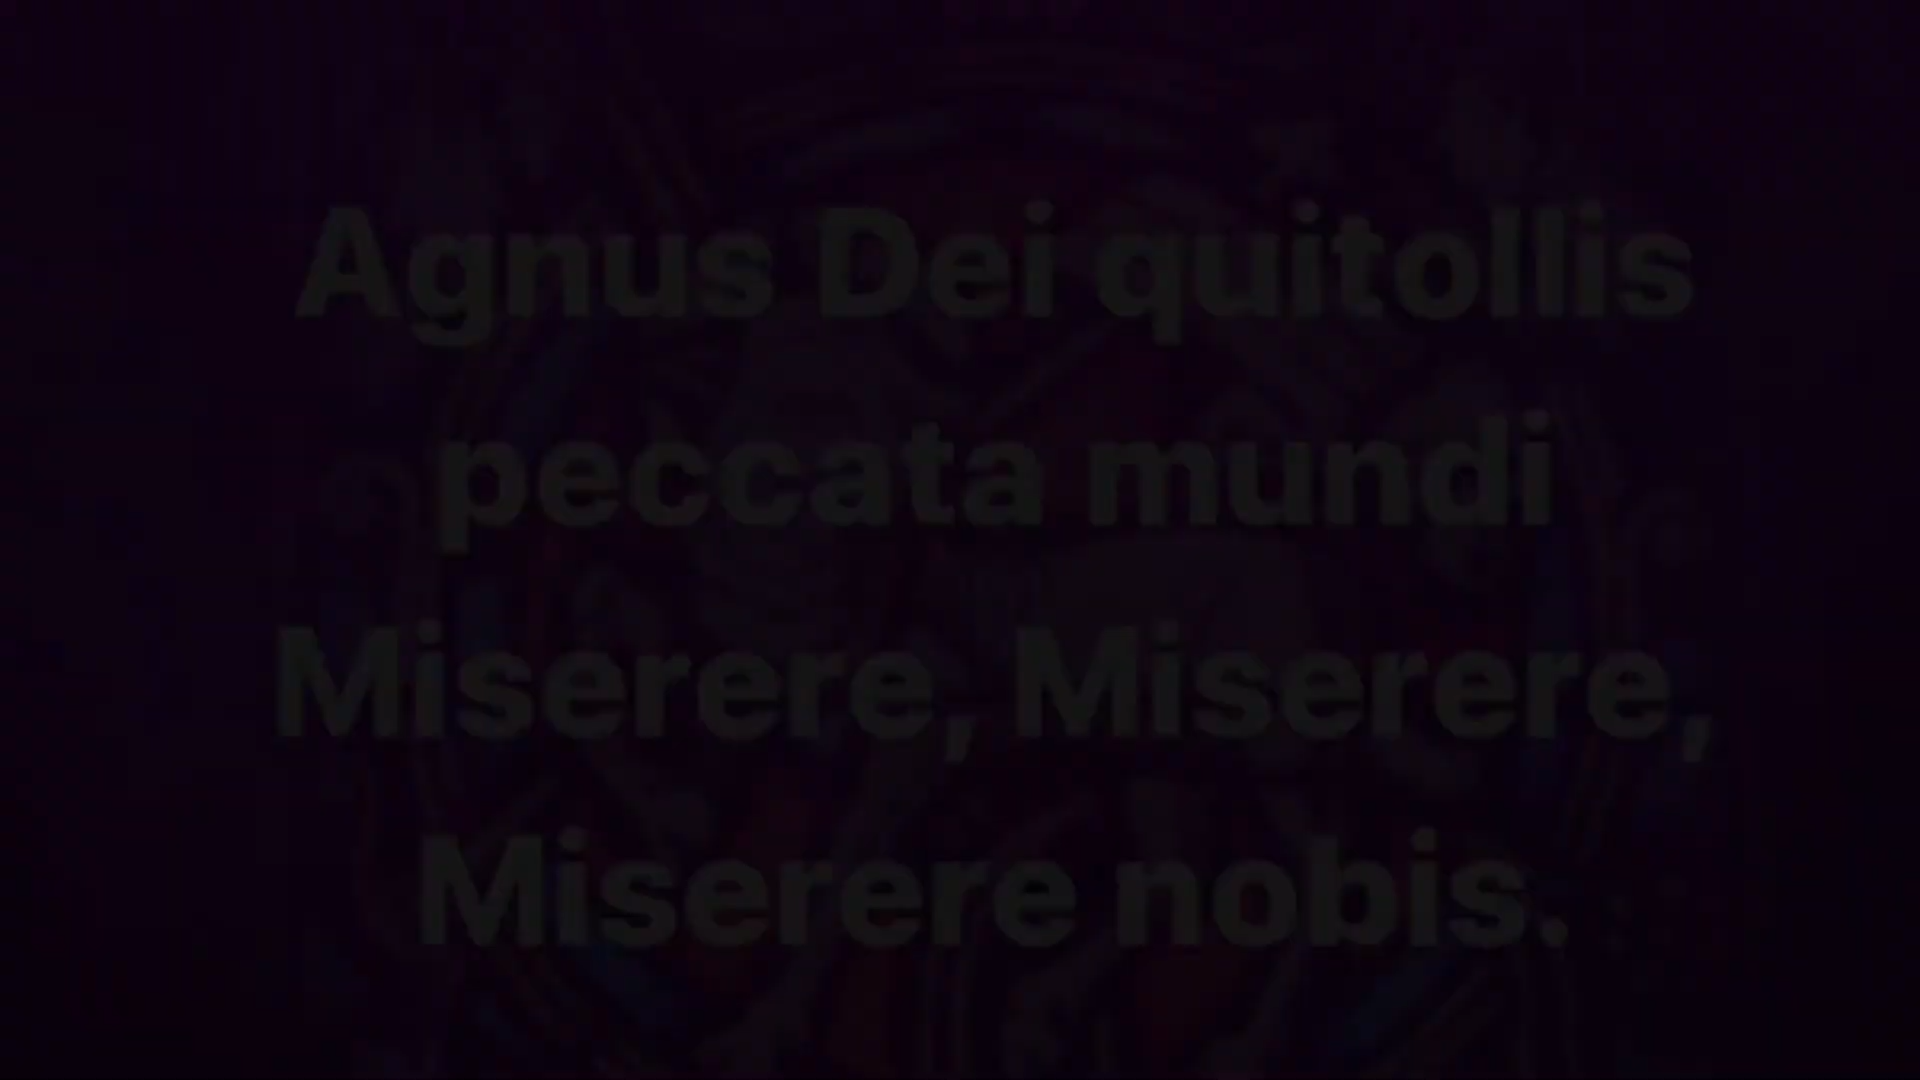 Agnus Dei quitollis
peccata mundi
Miserere, Miserere,
Miserere nobis.